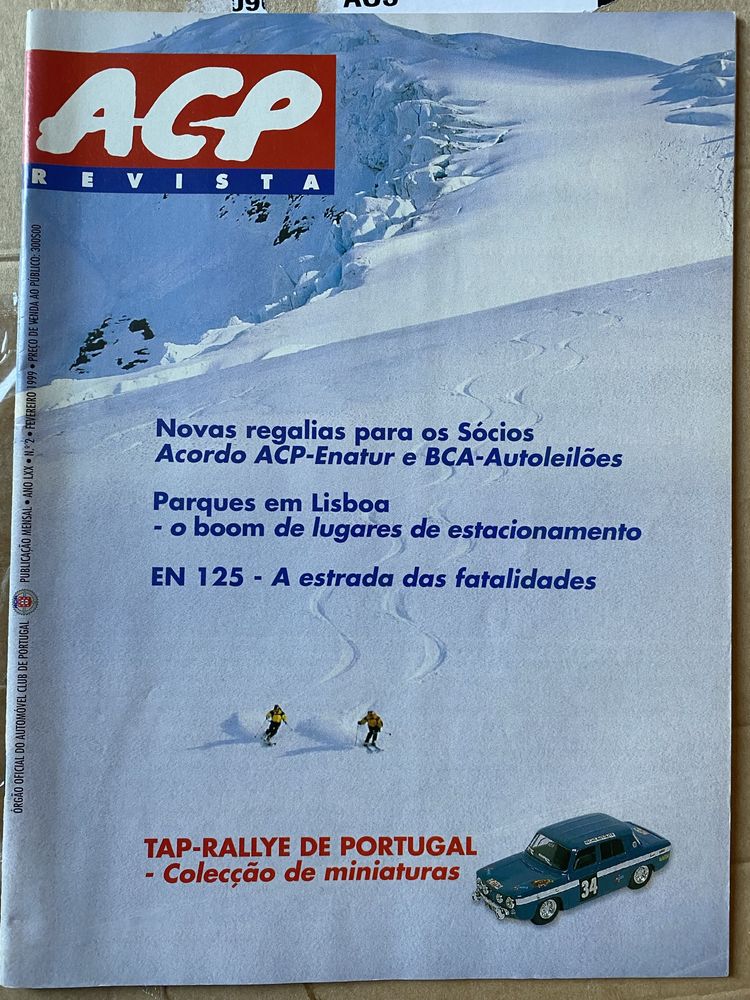 ACP
REVISTA
ÓRGÃO OFICIAL DO AUTOMÓVEL CLUB DE PORTUGAL PUBLICAÇÃO MENSAL • ANO LXX • N.º 2 • FEVEREIRO 1999 • PREÇO DE VENDA AO PÚBLICO: 300$00
Novas regalias para os Sócios
Acordo ACP-Enatur e BCA-Autoleilões
Parques em Lisboa
- o boom de lugares de estacionamento
EN 125 - A estrada das fatalidades
TAP-RALLYE DE PORTUGAL
- Colecção de miniaturas
34